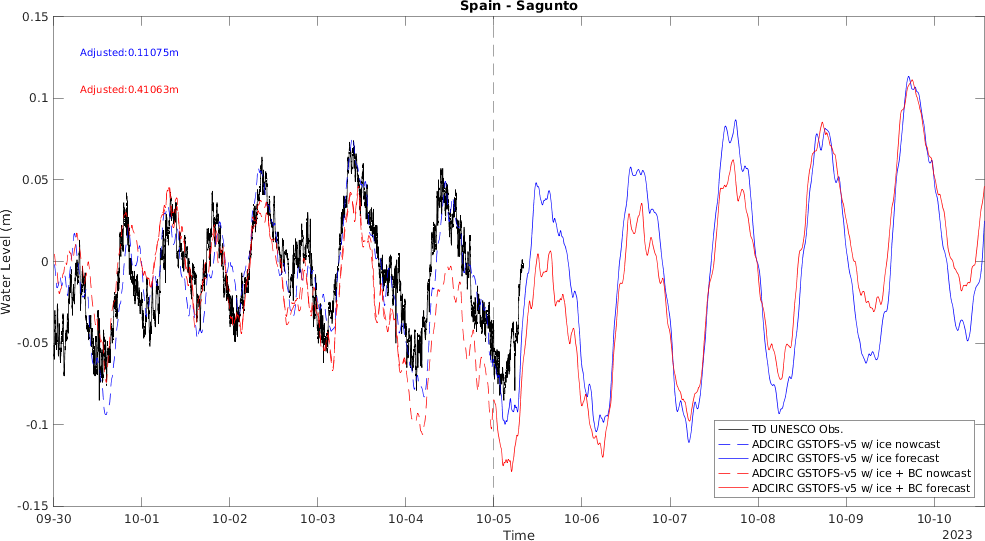 Spain - Sagunto
Adjusted:0.11075m
Adjusted:0.41063m
Water Level (m)
0.15
0.1
0.05
0
-0.05
-0.1
-0.15
09-30
10-01
10-02
10-03
10-04
10-05
10-06
10-07
10-08
10-09
10-10
2023
Time
TD UNESCO Obs.
ADCIRC GSTOFS-v5 w/ ice nowcast
ADCIRC GSTOFS-v5 w/ ice forecast
ADCIRC GSTOFS-v5 w/ ice + BC nowcast
ADCIRC GSTOFS-v5 w/ ice + BC forecast